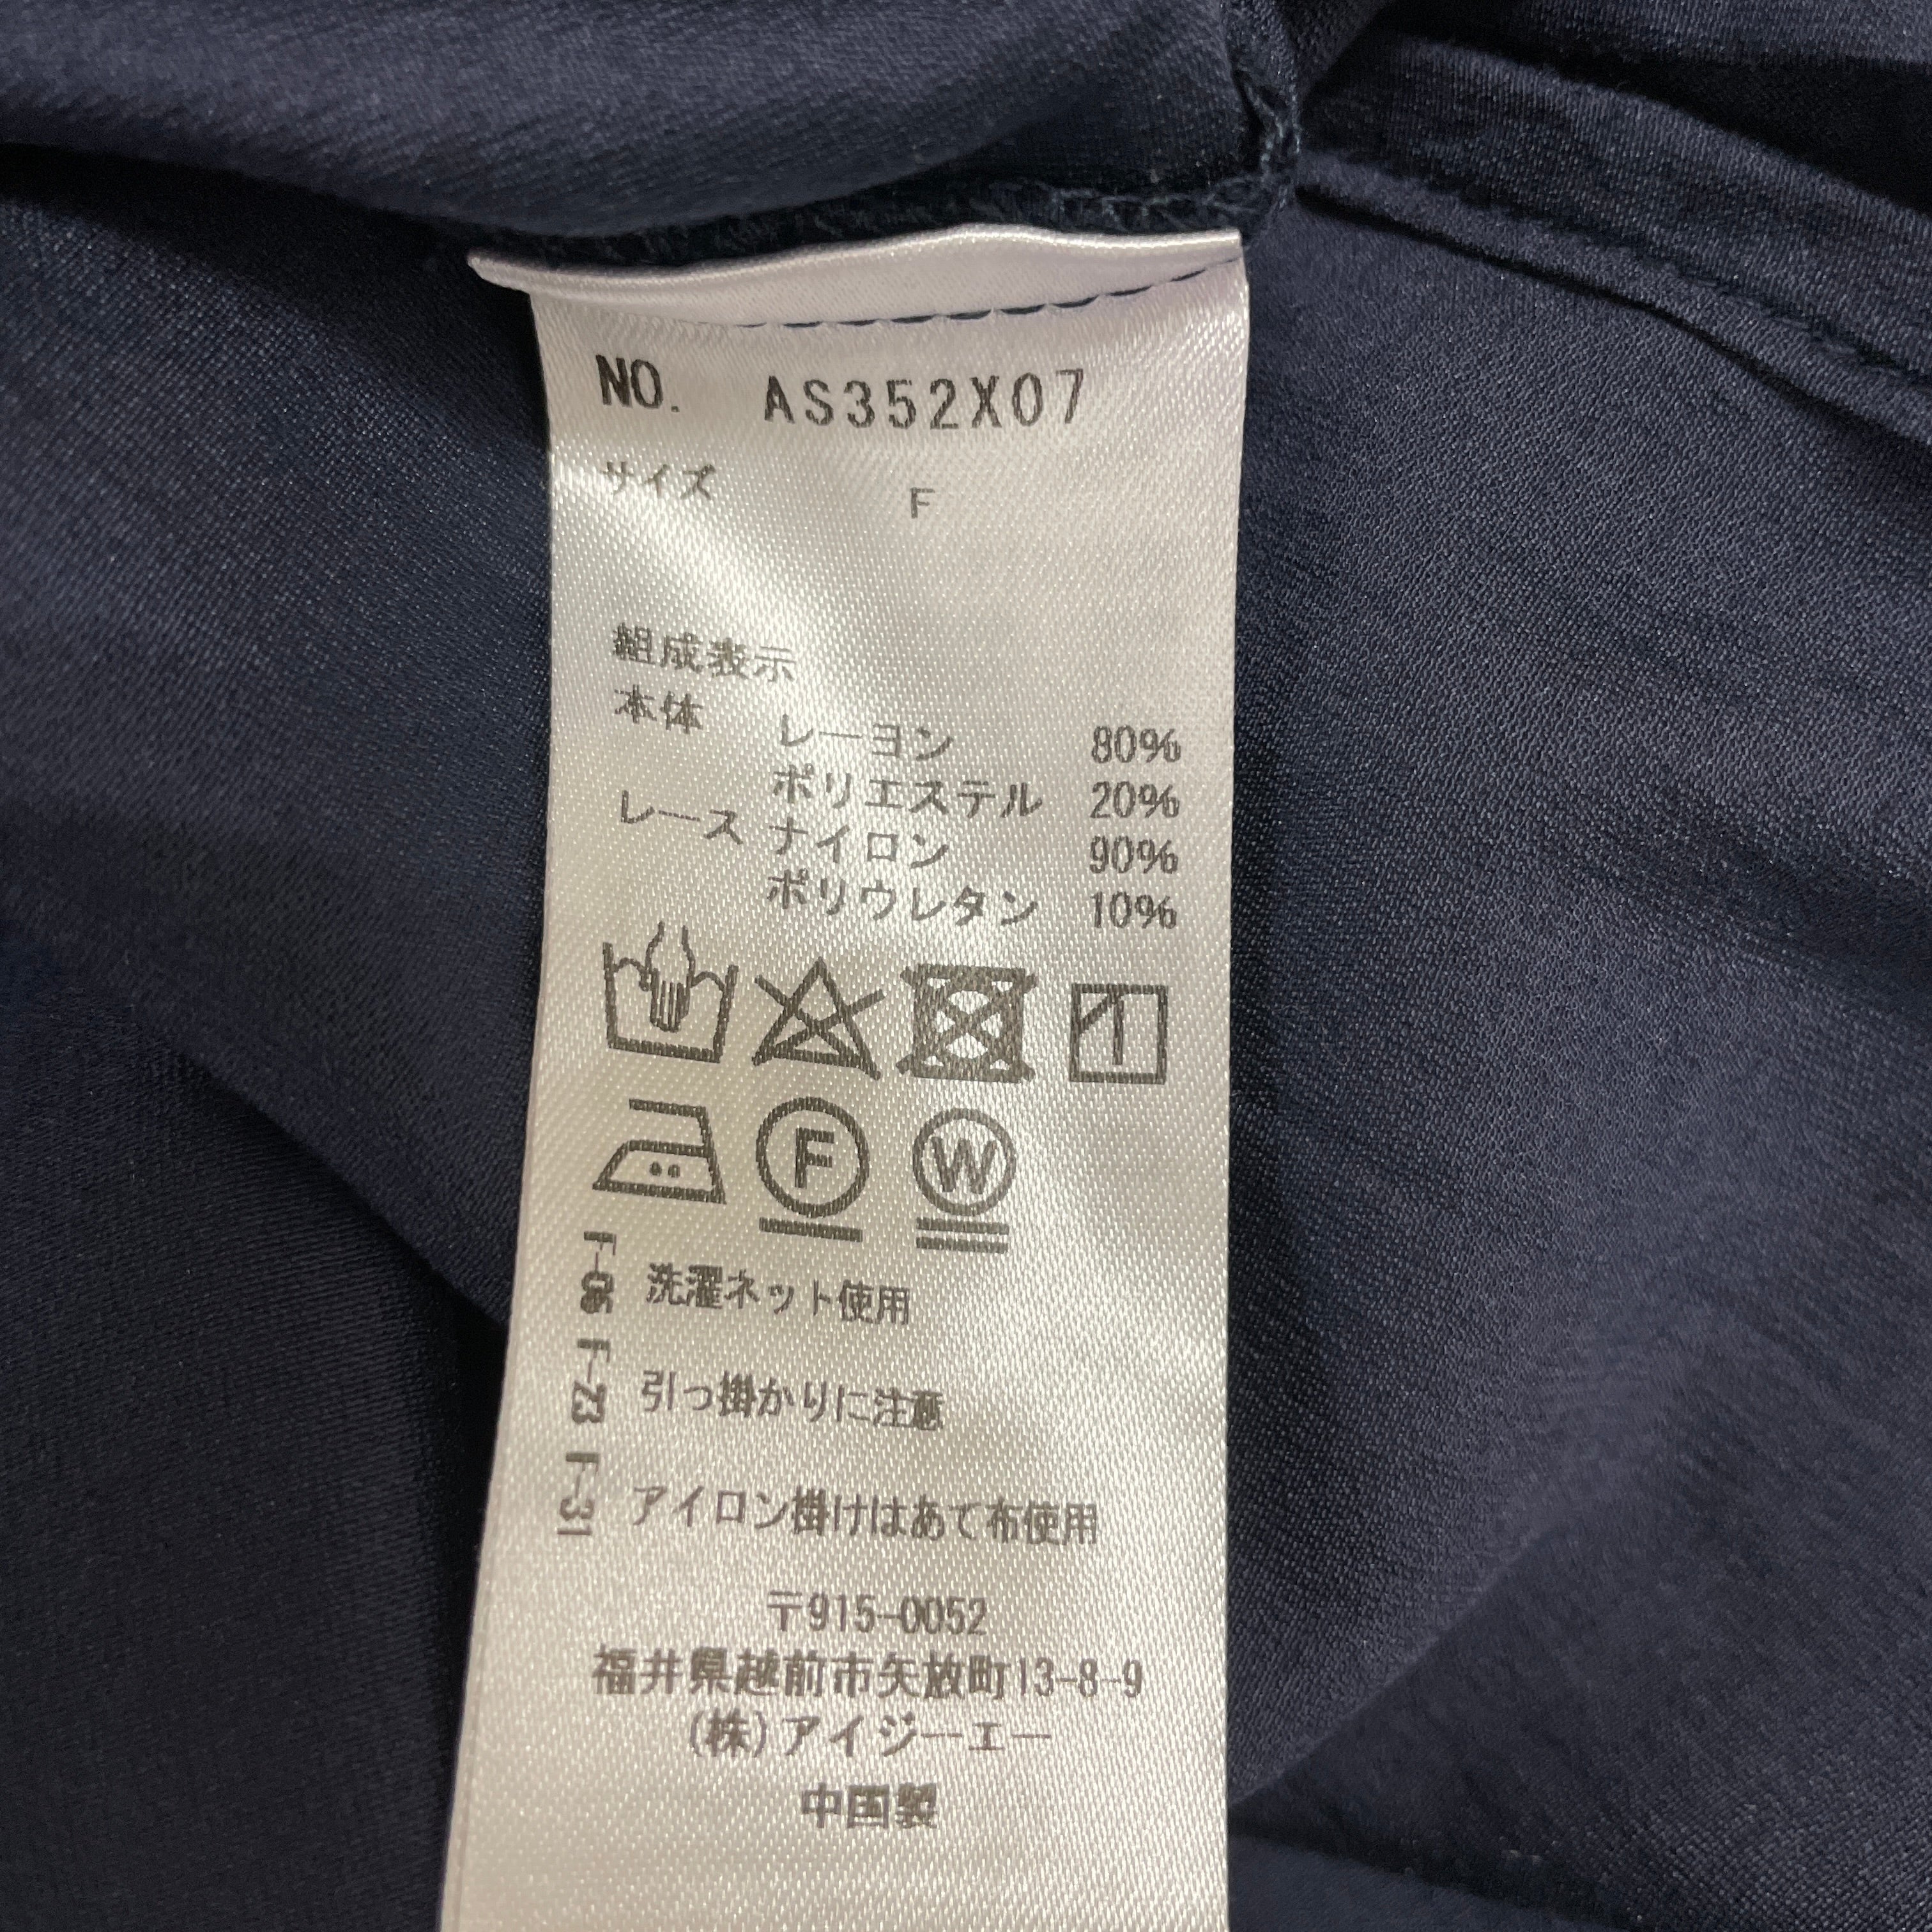 NO. AS352X07
サイズ F
組成表示
本体 レーヨン 80%
ポリエステル 20%
レース ナイロン 90%
ポリウレタン 10%
F
W
F-06 洗濯ネット使用
F-23 引っ掛かりに注意
F-31 アイロン掛けはあて布使用
〒915-0052
福井県越前市矢放町13-8-9
(株)アイジーエー
中国製